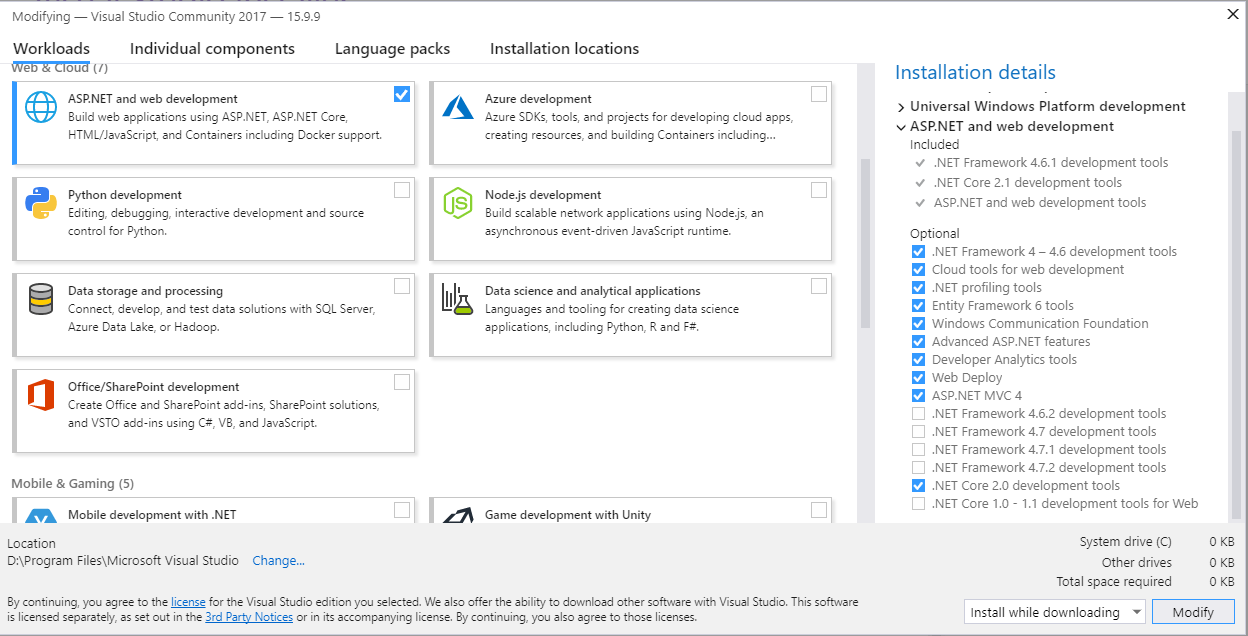 Modifying — Visual Studio Community 2017 — 15.9.9
Workloads
Individual components
Language packs
Installation locations
Web & Cloud (7)
ASP.NET and web development
Build web applications using ASP.NET, ASP.NET Core,
HTML/JavaScript, and Containers including Docker support.
Azure development
Azure SDKs, tools, and projects for developing cloud apps,
creating resources, and building Containers including...
Python development
Editing, debugging, interactive development and source
control for Python.
Node.js development
Build scalable network applications using Node.js, an
asynchronous event-driven JavaScript runtime.
Data storage and processing
Connect, develop, and test data solutions with SQL Server,
Azure Data Lake, or Hadoop.
Data science and analytical applications
Languages and tooling for creating data science
applications, including Python, R and F#.
Office/SharePoint development
Create Office and SharePoint add-ins, SharePoint solutions,
and VSTO add-ins using C#, VB, and JavaScript.
Mobile & Gaming (5)
Mobile development with .NET
Game development with Unity
Installation details
Universal Windows Platform development
ASP.NET and web development
Included
.NET Framework 4.6.1 development tools
.NET Core 2.1 development tools
ASP.NET and web development tools
Optional
.NET Framework 4 – 4.6 development tools
Cloud tools for web development
.NET profiling tools
Entity Framework 6 tools
Windows Communication Foundation
Advanced ASP.NET features
Developer Analytics tools
Web Deploy
ASP.NET MVC 4
.NET Framework 4.6.2 development tools
.NET Framework 4.7 development tools
.NET Framework 4.7.1 development tools
.NET Framework 4.7.2 development tools
.NET Core 2.0 development tools
.NET Core 1.0 - 1.1 development tools for Web
Location
D:\Program Files\Microsoft Visual Studio Change...
System drive (C) 0 KB
Other drives 0 KB
Total space required 0 KB
By continuing, you agree to the license for the Visual Studio edition you selected. We also offer the ability to download other software with Visual Studio. This software
is licensed separately, as set out in the 3rd Party Notices or in its accompanying license. By continuing, you also agree to those licenses.
Install while downloading
Modify